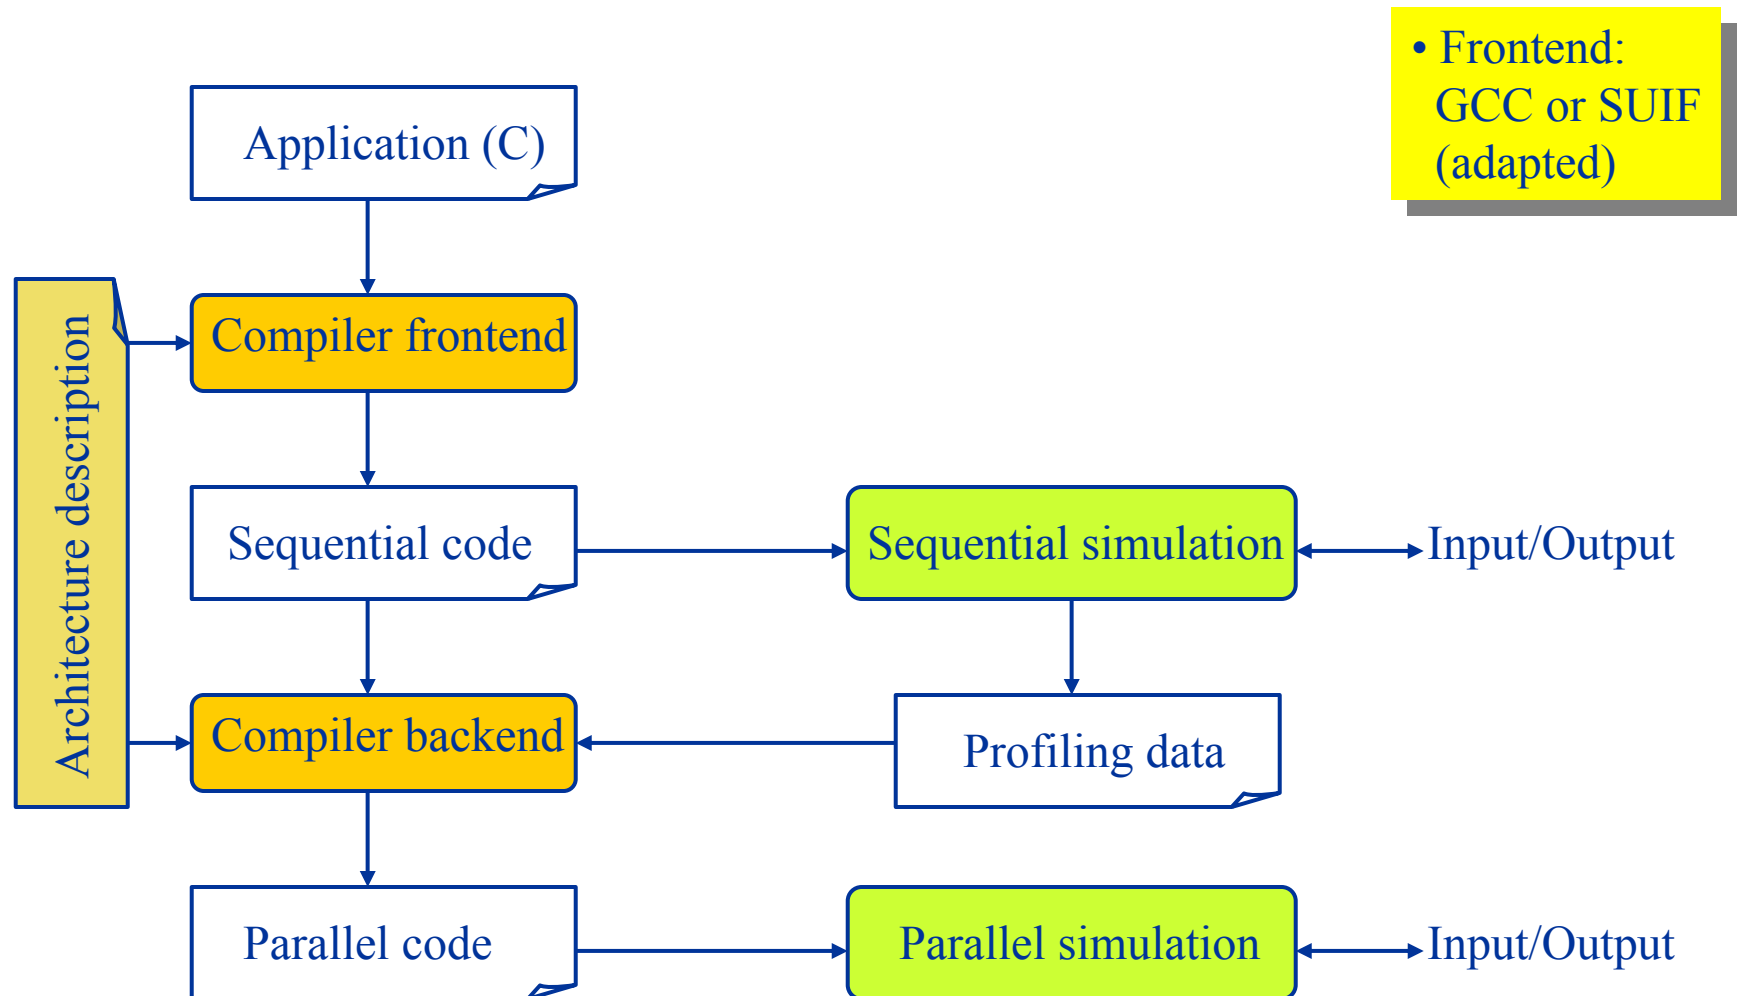 • Frontend:
GCC or SUIF
(adapted)
Application (C)
Compiler frontend
Architecture description
Sequential code
Sequential simulation
Input/Output
Compiler backend
Profiling data
Parallel code
Parallel simulation
Input/Output